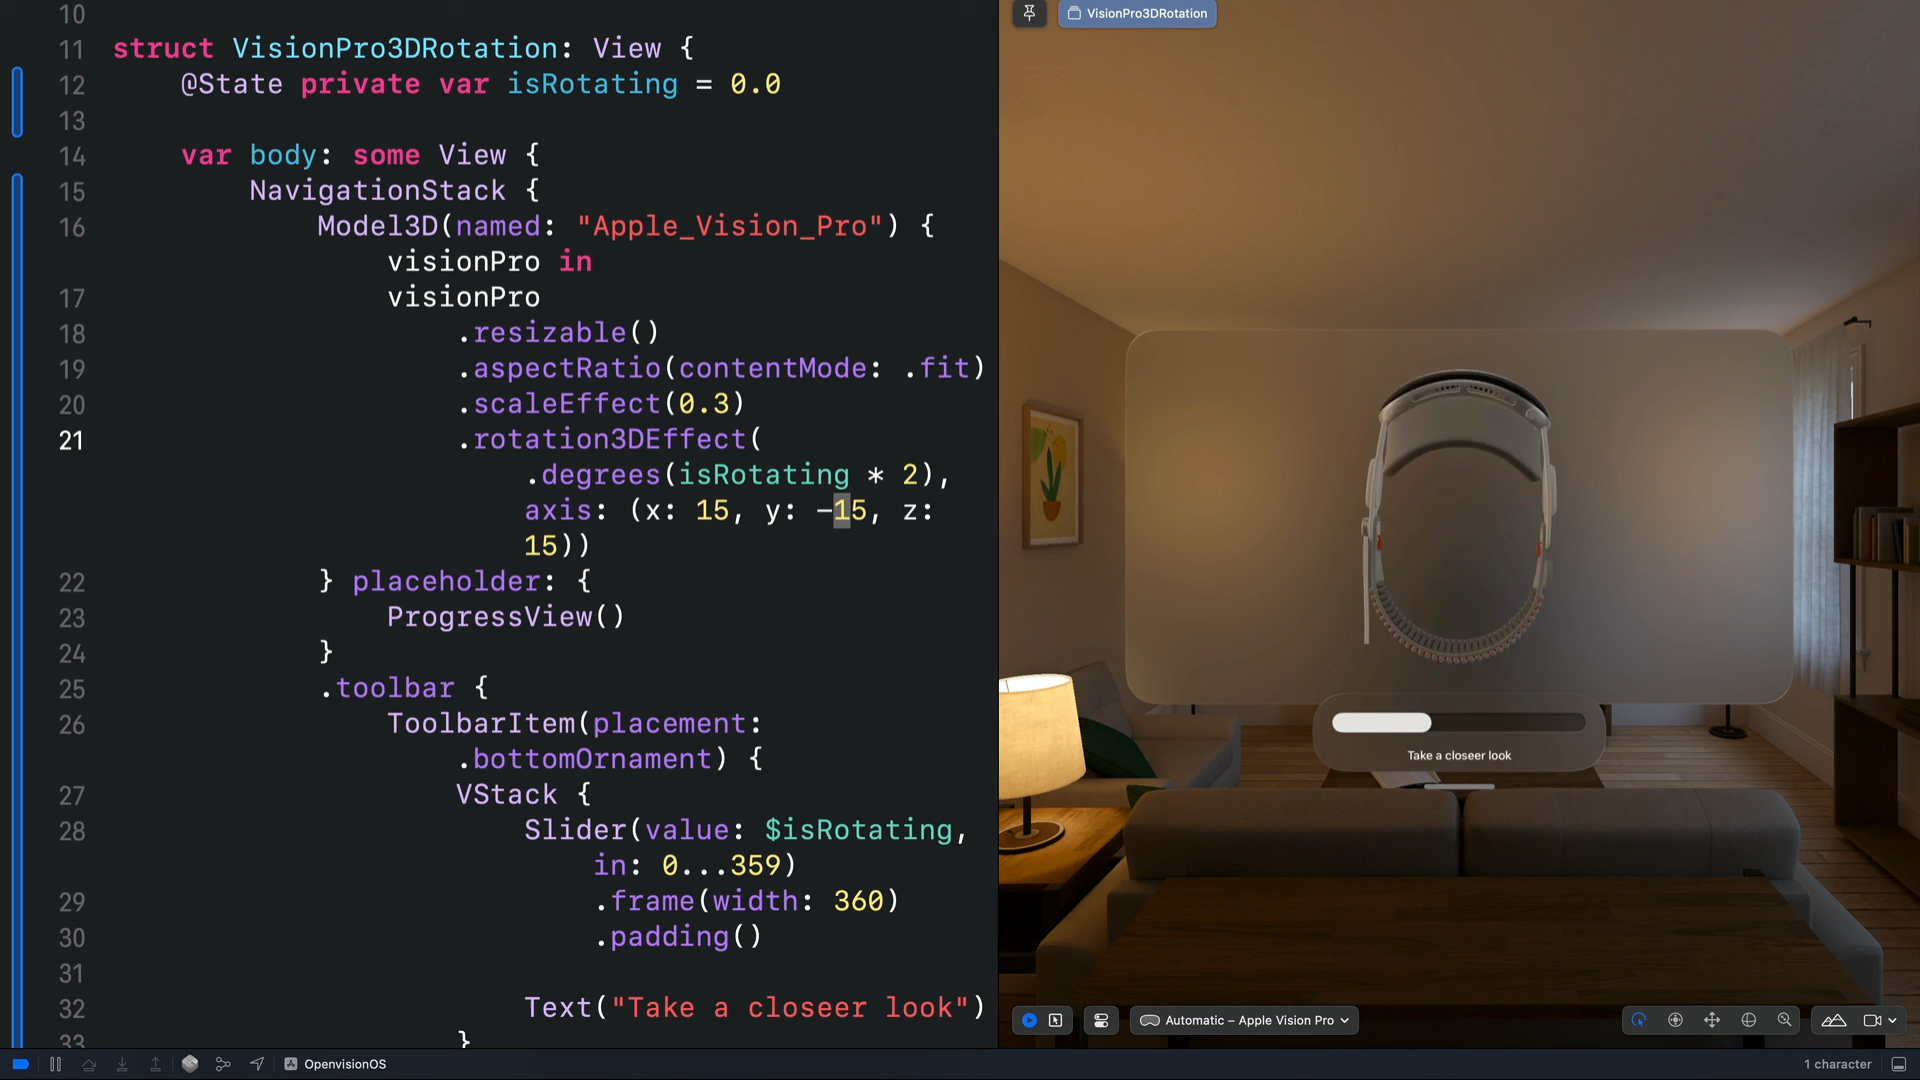 10
11 struct VisionPro3DRotation: View {
12 @State private var isRotating = 0.0
13
14 var body: some View {
15 NavigationStack {
16 Model3D(named: "Apple_Vision_Pro") {
visionPro in
17 visionPro
18 .resizable()
19 .aspectRatio(contentMode: .fit)
20 .scaleEffect(0.3)
21 .rotation3DEffect(
.degrees(isRotating * 2),
axis: (x: 15, y: -15, z:
15))
22 } placeholder: {
23 ProgressView()
24 }
25 .toolbar {
26 ToolbarItem(placement:
.bottomOrnament) {
27 VStack {
28 Slider(value: $isRotating,
in: 0...359)
29 .frame(width: 360)
30 .padding()
31
32 Text("Take a closeer look")
33 }
OpenvisionOS
VisionPro3DRotation
Take a closeer look
Automatic – Apple Vision Pro
1 character